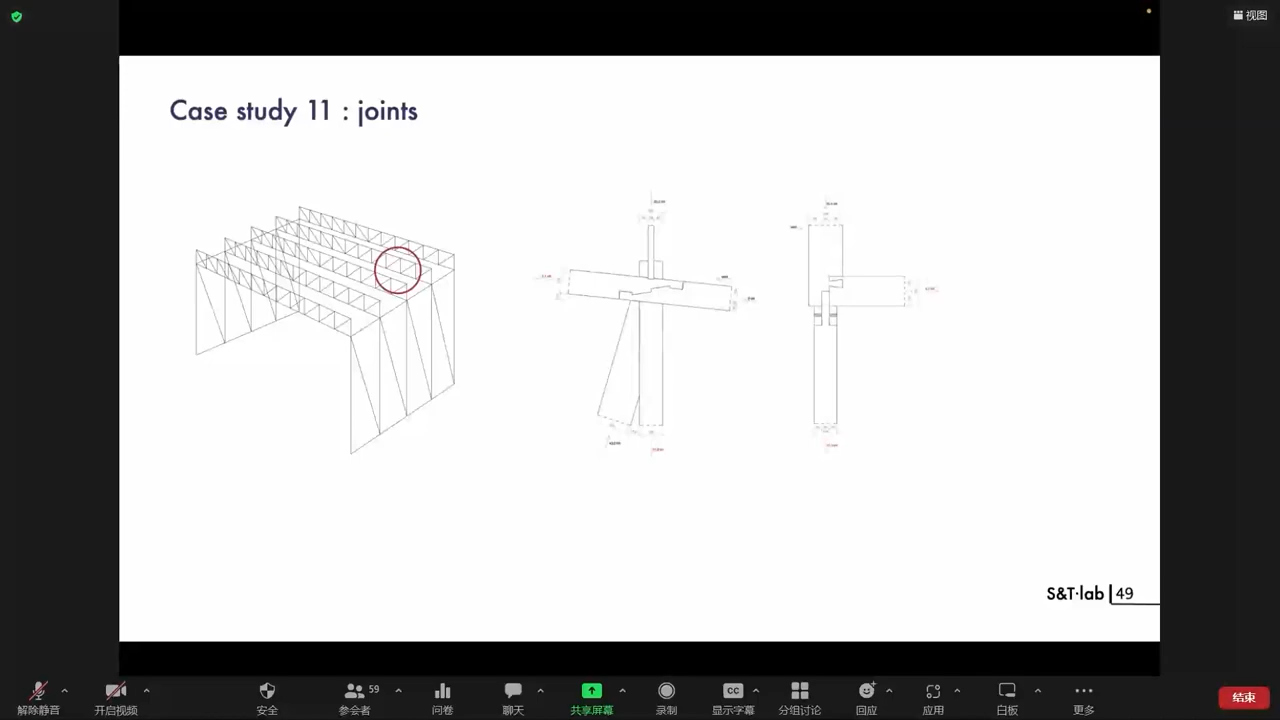 视图
Case study 11 : joints
S&T·lab 49
59
CC
解除静音
开启视频
安全
参会者
问卷
聊天
共享屏幕
录制
显示字幕
分组讨论
回应
应用
白板
更多
结束